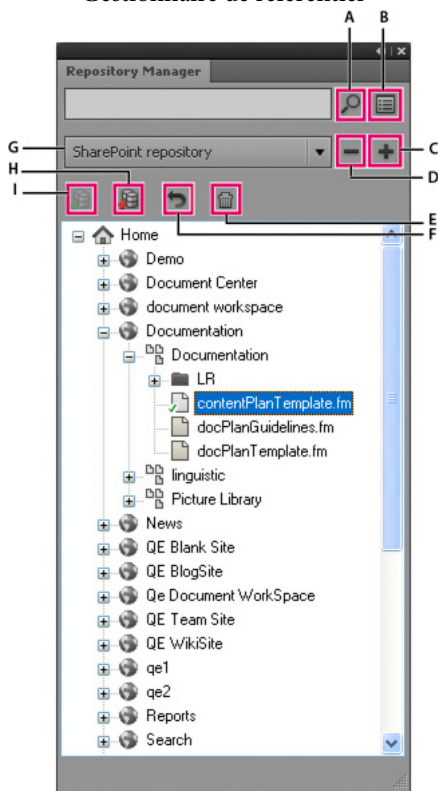 Gestionnaire de référentiel
A
B
Repository Manager
G
SharePoint repository
C
D
H
I
E
F
Home
Demo
Document Center
document workspace
Documentation
Documentation
LR
contentPlanTemplate.fm
docPlanGuidelines.fm
docPlanTemplate.fm
linguistic
Picture Library
News
QE Blank Site
QE BlogSite
Qe Document WorkSpace
QE Team Site
QE WikiSite
qe1
qe2
Reports
Search